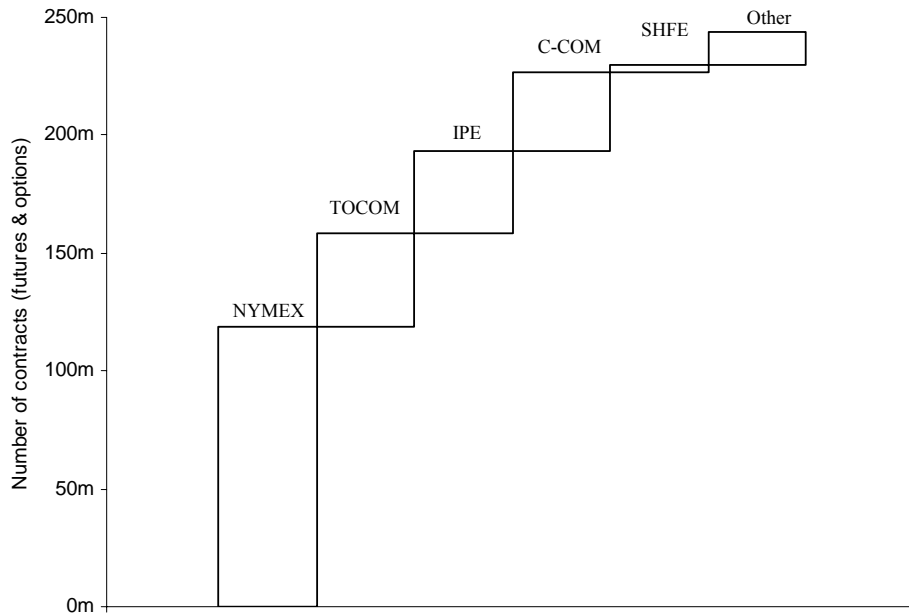 250m
200m
150m
100m
50m
0m
Number of contracts (futures & options)
NYMEX
TOCOM
IPE
C-COM
SHFE
Other